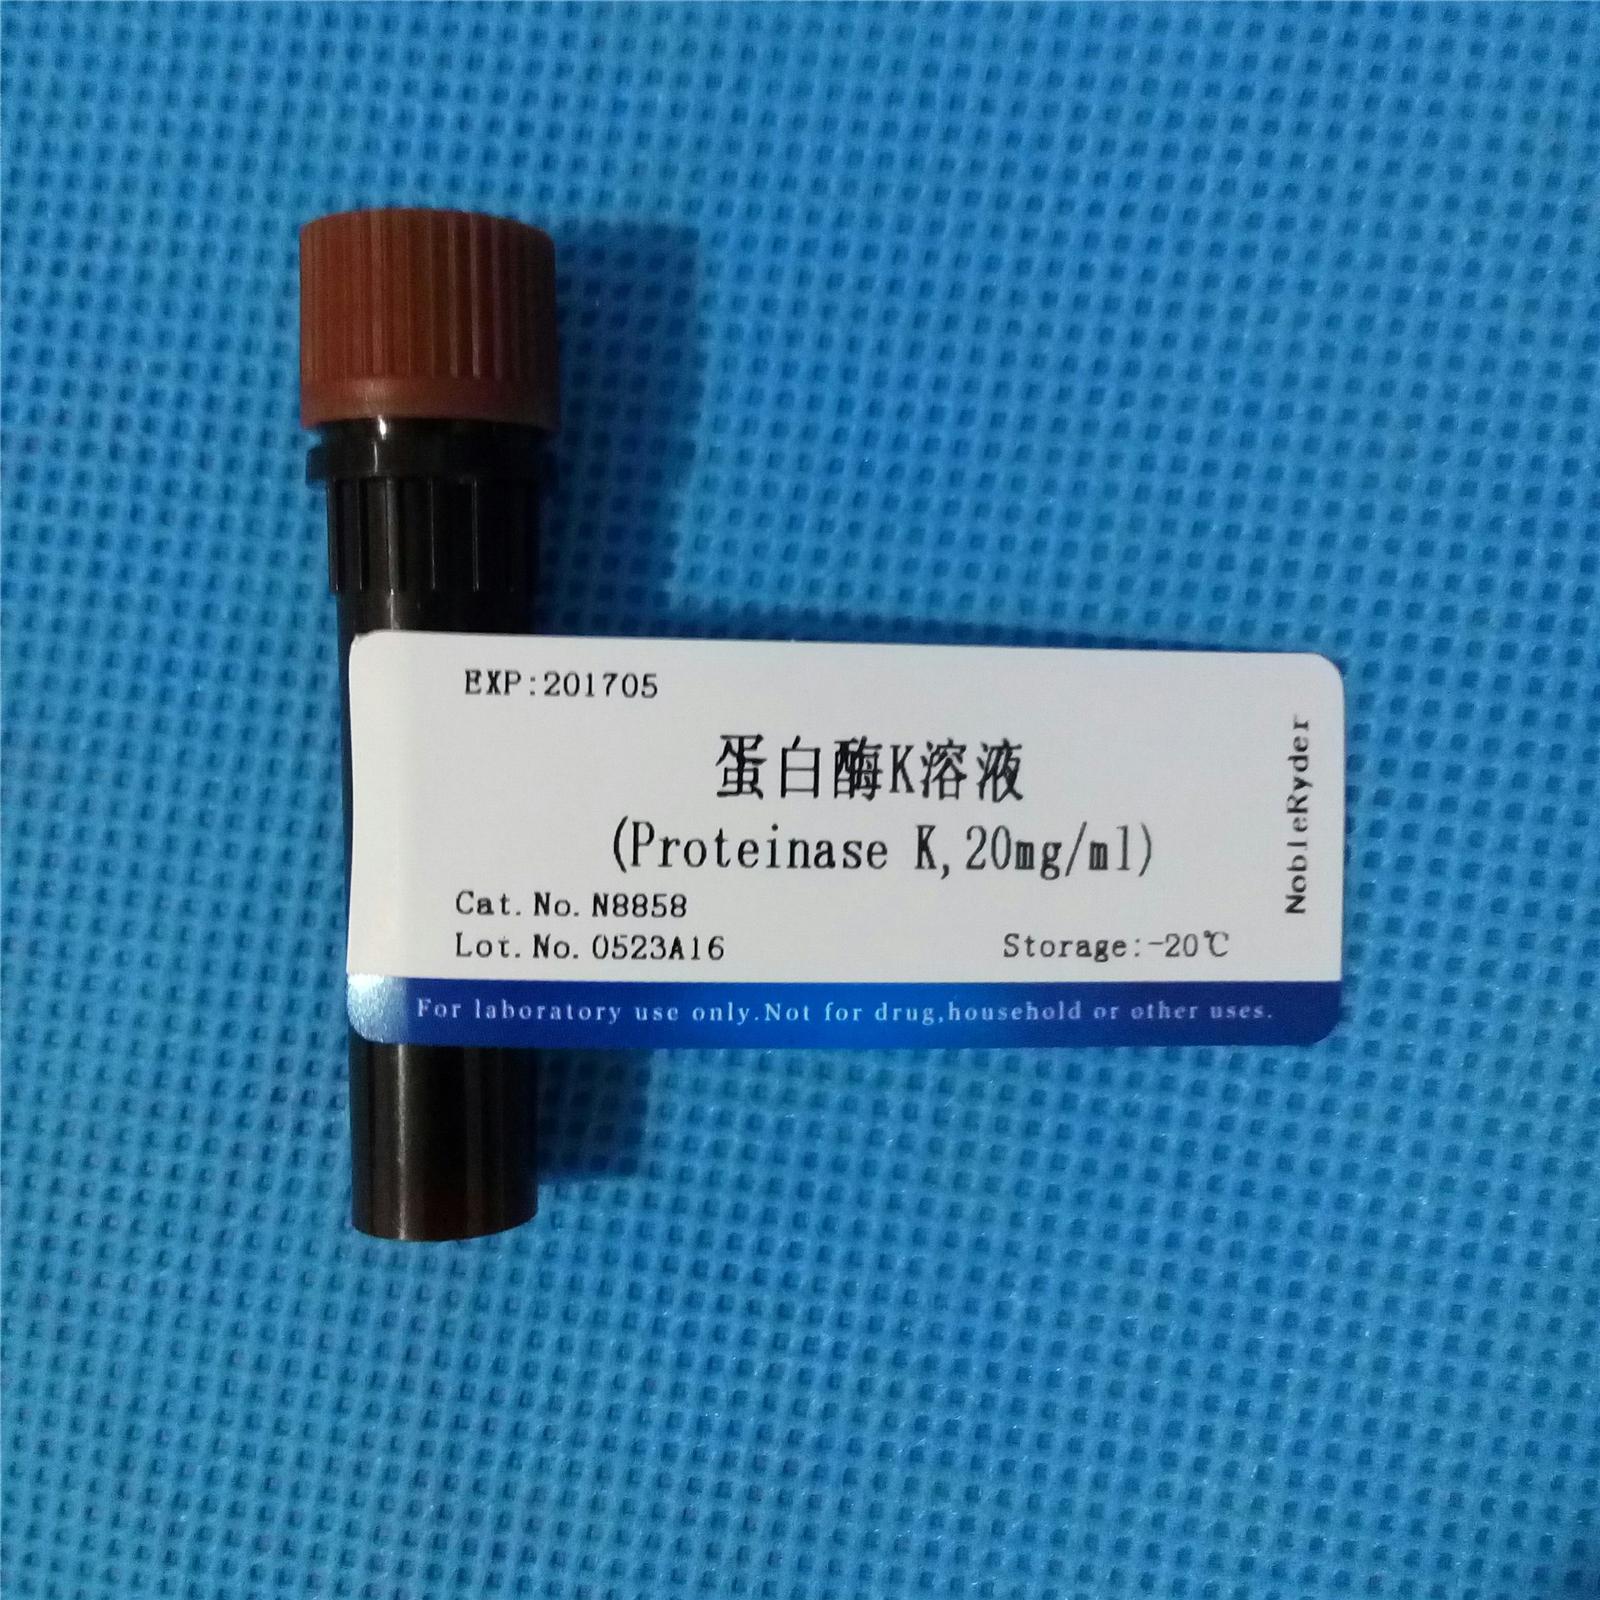 EXP:201705
蛋白酶K溶液
(Proteinase K,20mg/ml)
Cat.No.N8858
Lot.No.0523A16
Storage:-20℃
NobleRyder
For laboratory use only.Not for drug,household or other uses.